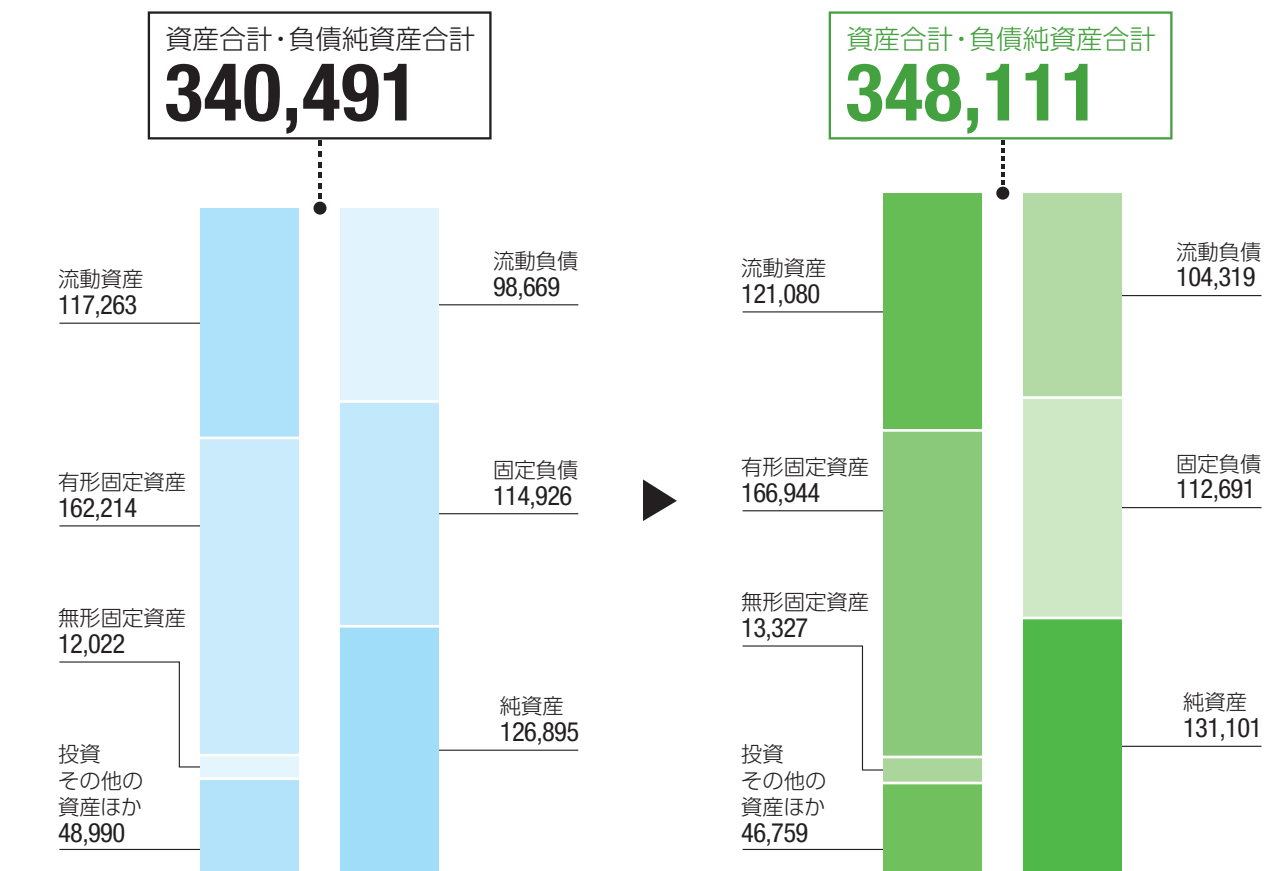 資産合計・負債純資産合計
340,491
流動資産
117,263
有形固定資産
162,214
無形固定資産
12,022
投資
その他の
資産ほか
48,990
流動負債
98,669
固定負債
114,926
純資産
126,895
資産合計・負債純資産合計
348,111
流動資産
121,080
有形固定資産
166,944
無形固定資産
13,327
投資
その他の
資産ほか
46,759
流動負債
104,319
固定負債
112,691
純資産
131,101